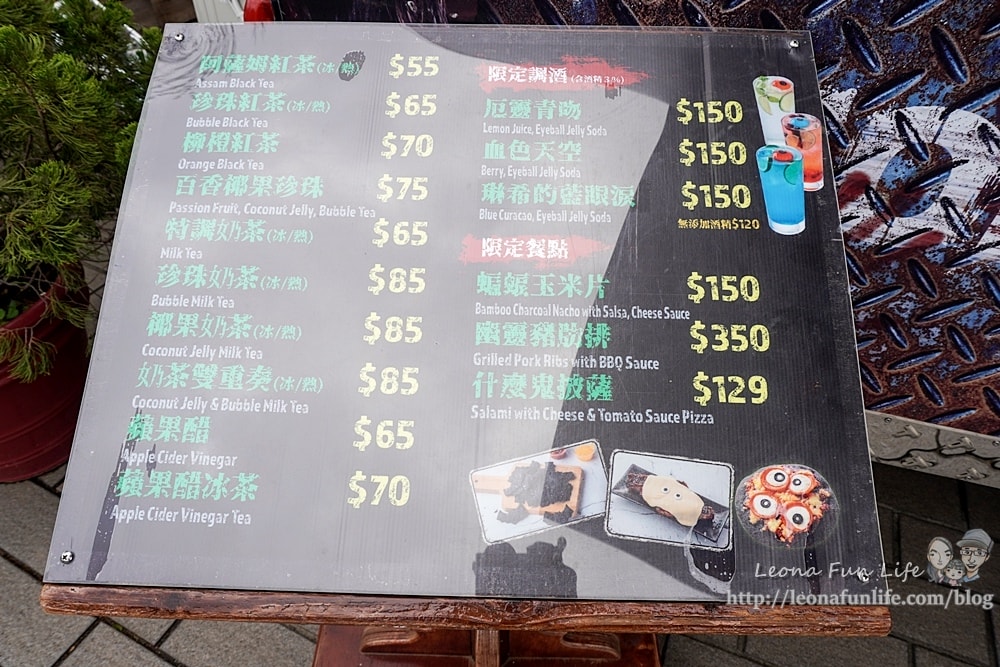 阿薩姆紅茶(冰/熱) $55
Assam Black Tea
珍珠紅茶(冰/熱) $65
Bubble Black Tea
柳橙紅茶 $70
Orange Black Tea
百香椰果珍珠 $75
Passion Fruit, Coconut Jelly, Bubble Tea
特調奶茶(冰/熱) $65
Milk Tea
珍珠奶茶(冰/熱) $85
Bubble Milk Tea
椰果奶茶(冰/熱) $85
Coconut Jelly Milk Tea
奶茶雙重奏(冰/熱) $85
Coconut Jelly & Bubble Milk Tea
蘋果醋 $65
Apple Cider Vinegar
蘋果醋冰茶 $70
Apple Cider Vinegar Tea
限定調酒(含酒精3%)
厄靈青吻 $150
Lemon Juice, Eyeball Jelly Soda
血色天空 $150
Berry, Eyeball Jelly Soda
琳希的藍眼淚 $150
Blue Curacao, Eyeball Jelly Soda
無添加酒精$120
限定餐點
蝙蝠玉米片 $150
Bamboo Charcoal Nacho with Salsa, Cheese Sauce
幽靈豬肋排 $350
Grilled Pork Ribs with BBQ Sauce
什麼鬼披薩 $129
Salami with Cheese & Tomato Sauce Pizza
Leona Fun Life
http://leonafunlife.com/blog